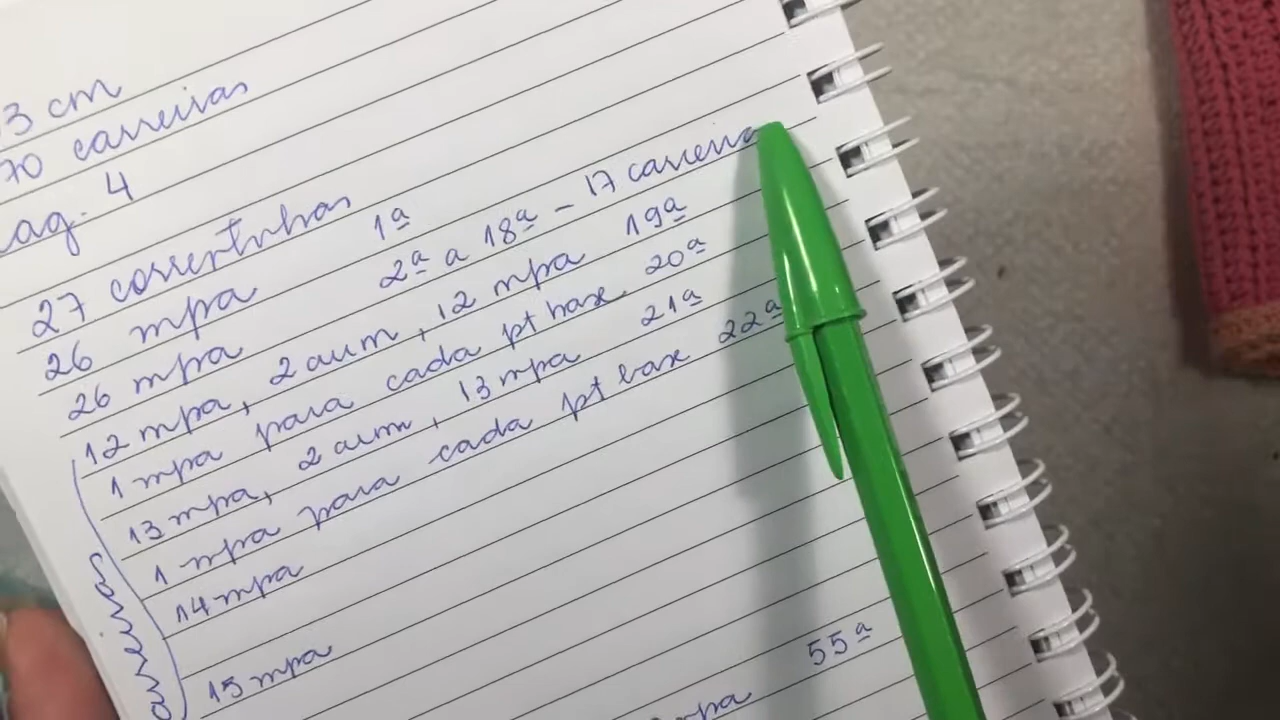 3 cm
70 carreiras
ag. 4
27 correntinhas
26 mpa 1ª
26 mpa 2ª a 18ª - 17 carreira
12 mpa, 2 aum, 12 mpa 19ª
1 mpa para cada pt base 20ª
13 mpa, 2 aum, 13 mpa 21ª
1 mpa para cada pt base 22ª
14 mpa
15 mpa
mpa 55ª